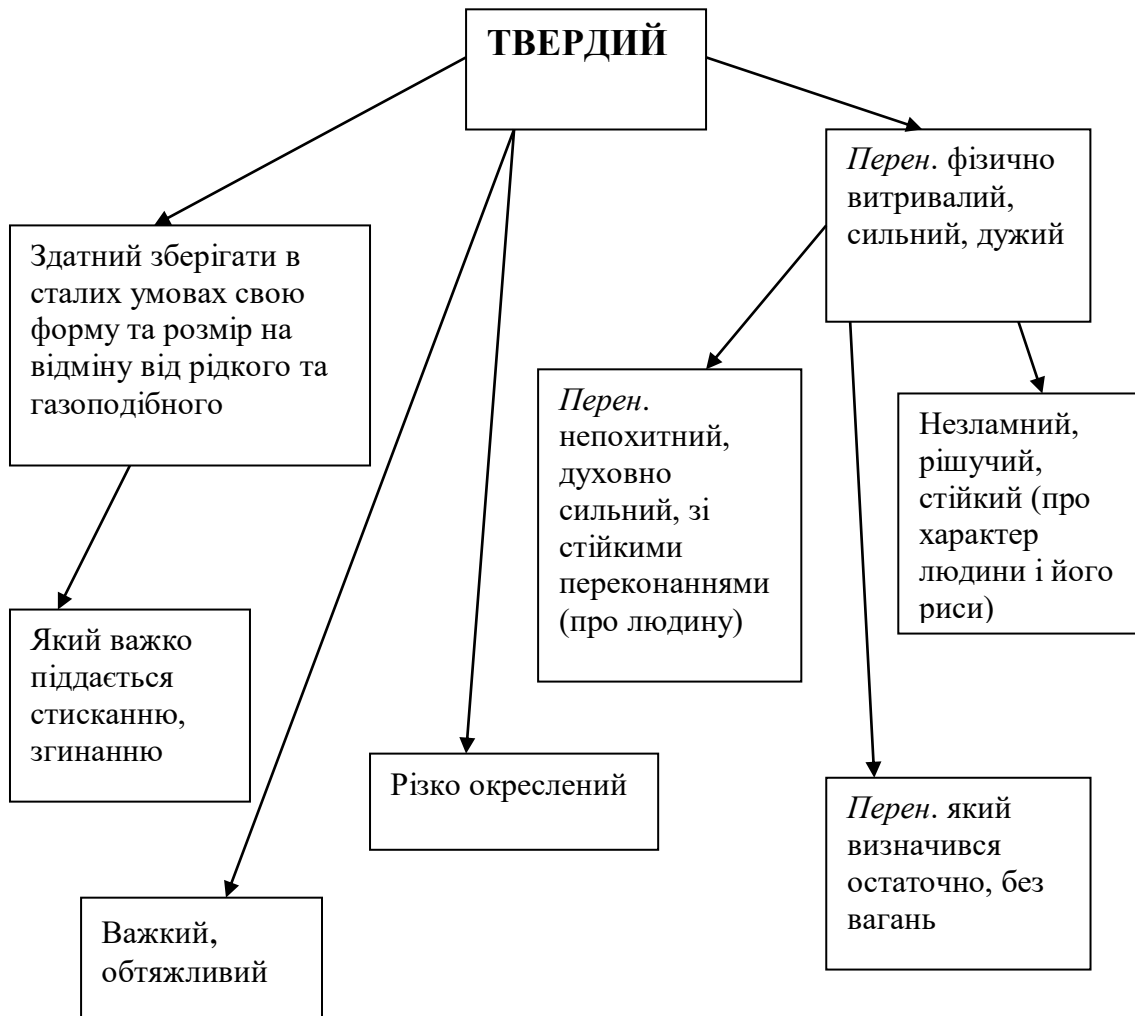 ТВЕРДИЙ
Перен. фізично
витривалий,
сильний, дужий
Здатний зберігати в
сталих умовах свою
форму та розмір на
відміну від рідкого та
газоподібного
Перен.
непохитний,
духовно
сильний, зі
стійкими
переконаннями
(про людину)
Незламний,
рішучий,
стійкий (про
характер
людини і його
риси)
Який важко
піддається
стисканню,
згинанню
Різко окреслений
Перен. який
визначився
остаточно, без
вагань
Важкий,
обтяжливий